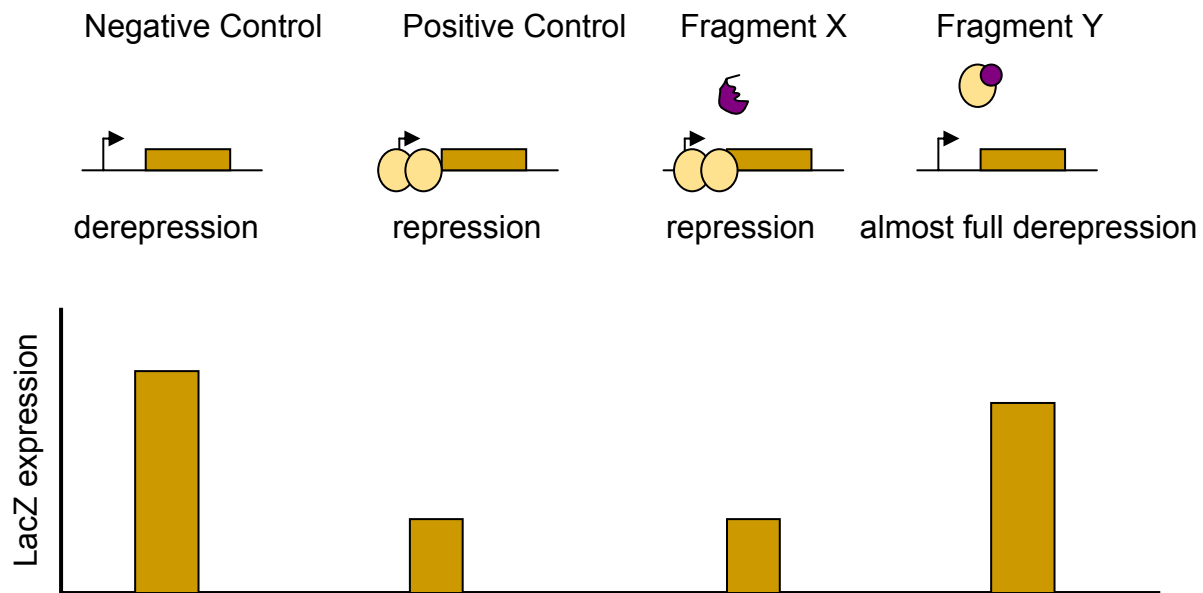 Negative Control
Positive Control
Fragment X
Fragment Y
derepression
repression
repression
almost full derepression
LacZ expression